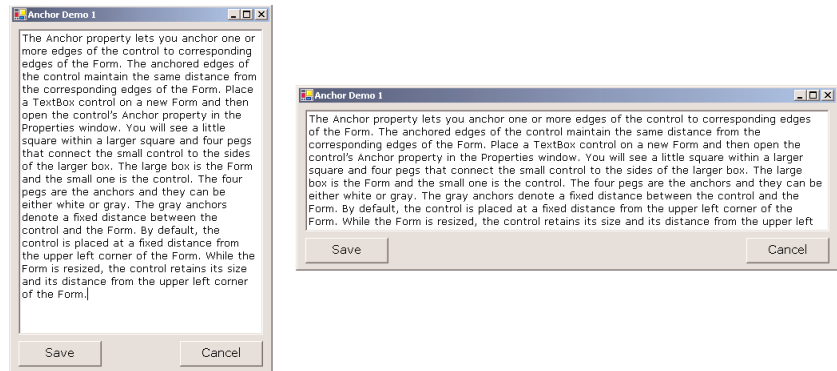 Anchor Demo 1
The Anchor property lets you anchor one or
more edges of the control to corresponding
edges of the Form. The anchored edges of
the control maintain the same distance from
the corresponding edges of the Form. Place
a TextBox control on a new Form and then
open the control's Anchor property in the
Properties window. You will see a little
square within a larger square and four pegs
that connect the small control to the sides
of the larger box. The large box is the Form
and the small one is the control. The four
pegs are the anchors and they can be
either white or gray. The gray anchors
denote a fixed distance between the
control and the Form. By default, the
control is placed at a fixed distance from
the upper left corner of the Form. While the
Form is resized, the control retains its size
and its distance from the upper left corner
of the Form.
Save Cancel
Anchor Demo 1
The Anchor property lets you anchor one or more edges of the control to corresponding edges
of the Form. The anchored edges of the control maintain the same distance from the
corresponding edges of the Form. Place a TextBox control on a new Form and then open the
control's Anchor property in the Properties window. You will see a little square within a larger
square and four pegs that connect the small control to the sides of the larger box. The large
box is the Form and the small one is the control. The four pegs are the anchors and they can be
either white or gray. The gray anchors denote a fixed distance between the control and the
Form. By default, the control is placed at a fixed distance from the upper left corner of the
Form. While the Form is resized, the control retains its size and its distance from the upper left
Save Cancel